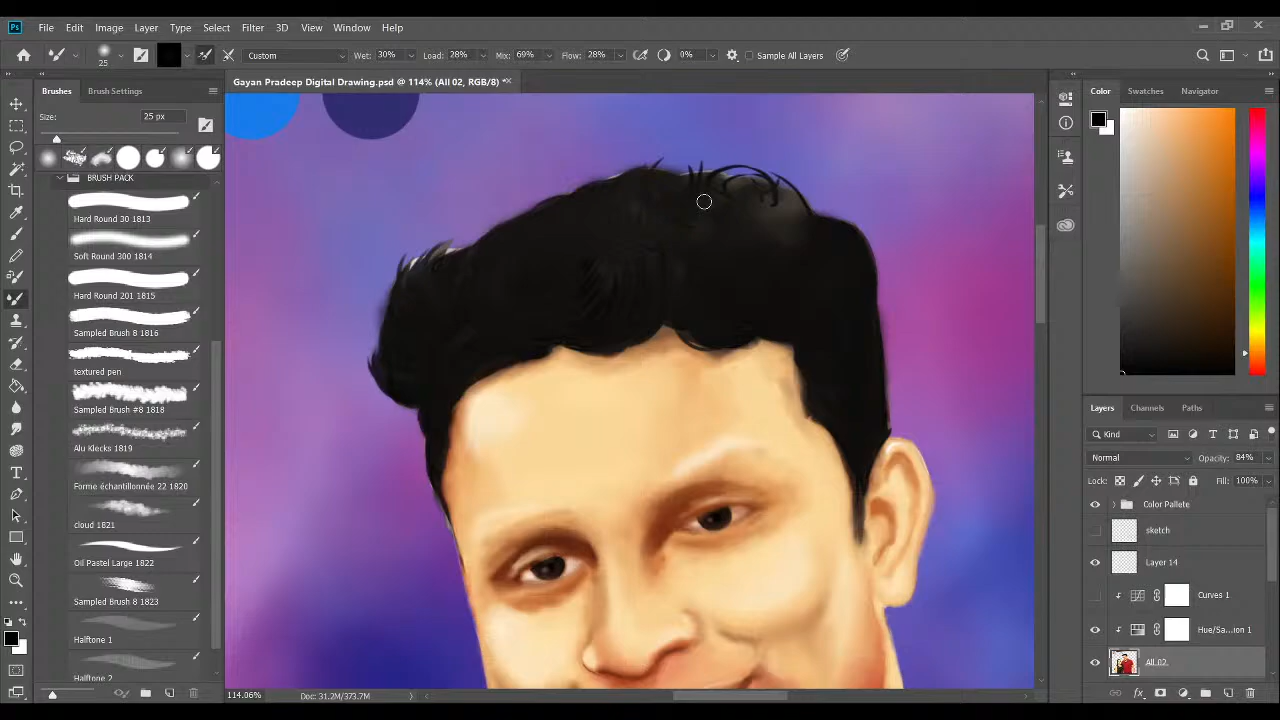 Ps File Edit Image Layer Type Select Filter 3D View Window Help
25 Custom Wet: 30% Load: 28% Mix: 69% Flow: 28% 0% Sample All Layers
Brushes Brush Settings
Gayan Pradeep Digital Drawing.psd @ 114% (All 02, RGB/8) *
Color Swatches Navigator
Size: 25 px
BRUSH PACK
Hard Round 30 1813
Soft Round 300 1814
Hard Round 201 1815
Sampled Brush 8 1816
textured pen
Sampled Brush #8 1818
Alu Klecks 1819
Forme échantillonnée 22 1820
cloud 1821
Oil Pastel Large 1822
Sampled Brush 8 1823
Halftone 1
Halftone 2
Layers Channels Paths
Kind
Normal Opacity: 84%
Lock: Fill: 100%
Color Pallete
sketch
Layer 14
Curves 1
Hue/Sa...ion 1
All 02
114.06% Doc: 31.2M/373.7M